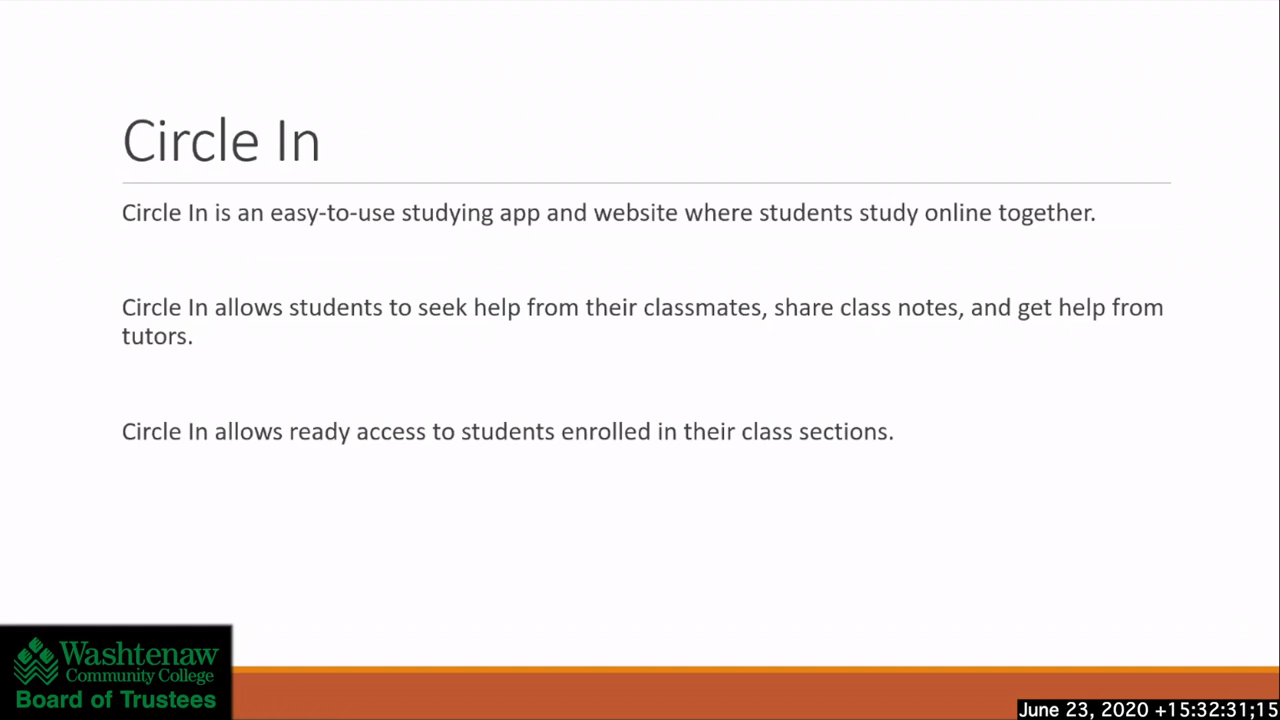 Circle In
Circle In is an easy-to-use studying app and website where students study online together.
Circle In allows students to seek help from their classmates, share class notes, and get help from
tutors.
Circle In allows ready access to students enrolled in their class sections.
Washtenaw
Community College
Board of Trustees
June 23, 2020 +15:32:31;15